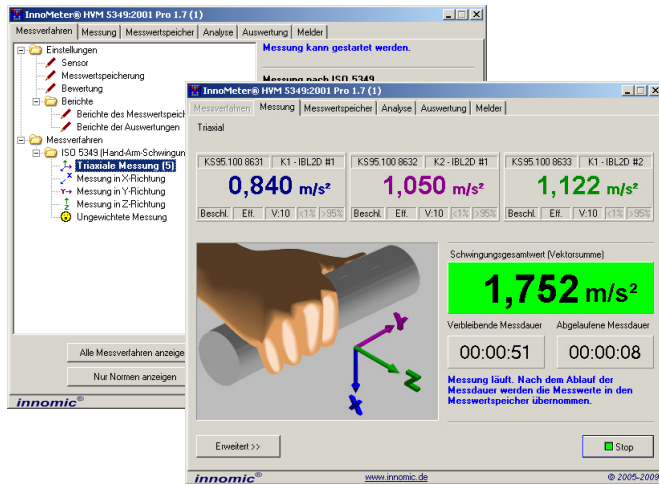 InnoMeter® HVM 5349:2001 Pro 1.7 (1)
Messverfahren Messung Messwertspeicher Analyse Auswertung Melder
Einstellungen
Sensor
Messwertspeicherung
Bewertung
Berichte
Berichte des Messwertspeich
Berichte der Auswertungen
Messverfahren
ISO 5349 (Hand-Arm-Schwingun
Triaxiale Messung (5)
Messung in X-Richtung
Messung in Y-Richtung
Messung in Z-Richtung
Ungewichtete Messung
Messung kann gestartet werden.
Messung nach ISO 5349
Alle Messverfahren anzeige
Nur Normen anzeigen
innomic®
InnoMeter® HVM 5349:2001 Pro 1.7 (1)
Messverfahren Messung Messwertspeicher Analyse Auswertung Melder
Triaxial
KS95.100 8631 K1 - IBL2D #1
0,840 m/s²
Beschl. Eff. V:10 <1% >95%
KS95.100 8632 K2 - IBL2D #1
1,050 m/s²
Beschl. Eff. V:10 <1% >95%
KS95.100 8633 K1 - IBL2D #2
1,122 m/s²
Beschl. Eff. V:10 <1% >95%
Y
Z
X
Schwingungsgesamtwert (Vektorsumme)
1,752 m/s²
Verbleibende Messdauer Abgelaufene Messdauer
00:00:51 00:00:08
Messung läuft. Nach dem Ablauf der
Messdauer werden die Messwerte in den
Messwertspeicher übernommen.
Erweitert >> Stop
innomic® www.innomic.de © 2005-2009